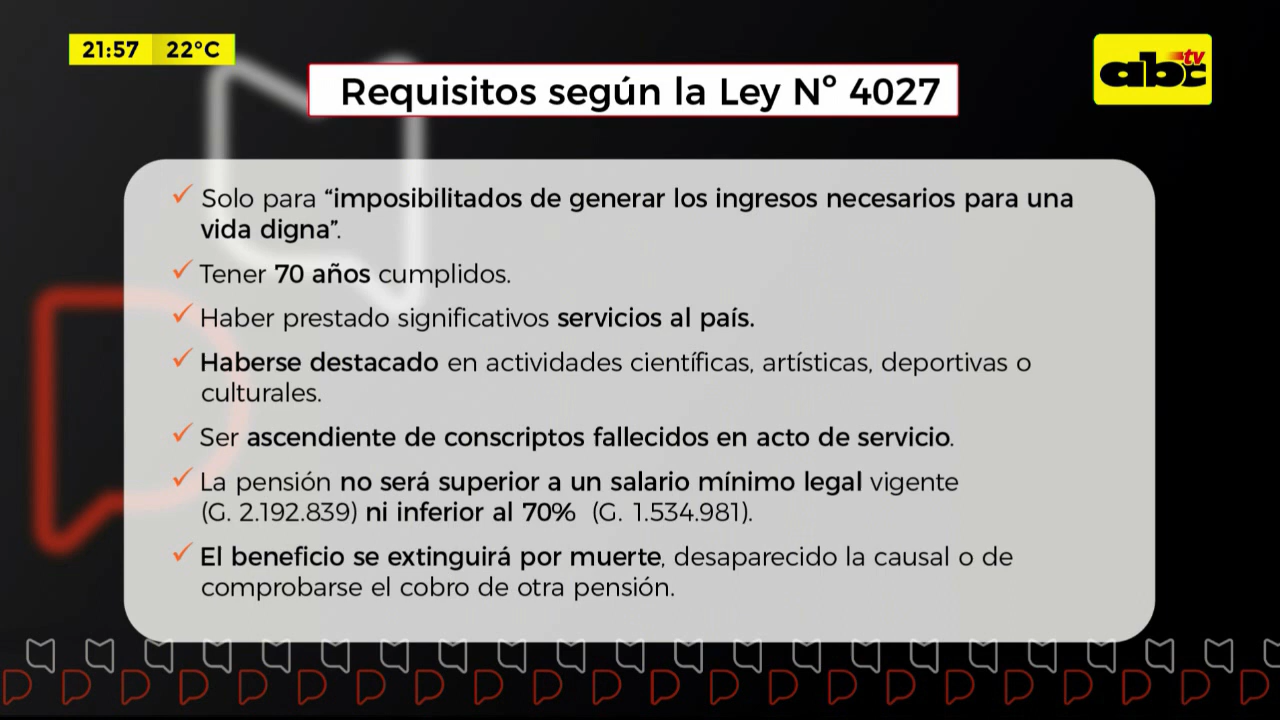 21:57 22°C
abc tv
Requisitos según la Ley Nº 4027
Solo para “imposibilitados de generar los ingresos necesarios para una
vida digna”.
Tener 70 años cumplidos.
Haber prestado significativos servicios al país.
Haberse destacado en actividades científicas, artísticas, deportivas o
culturales.
Ser ascendiente de conscriptos fallecidos en acto de servicio.
La pensión no será superior a un salario mínimo legal vigente
(G. 2.192.839) ni inferior al 70% (G. 1.534.981).
El beneficio se extinguirá por muerte, desaparecido la causal o de
comprobarse el cobro de otra pensión.